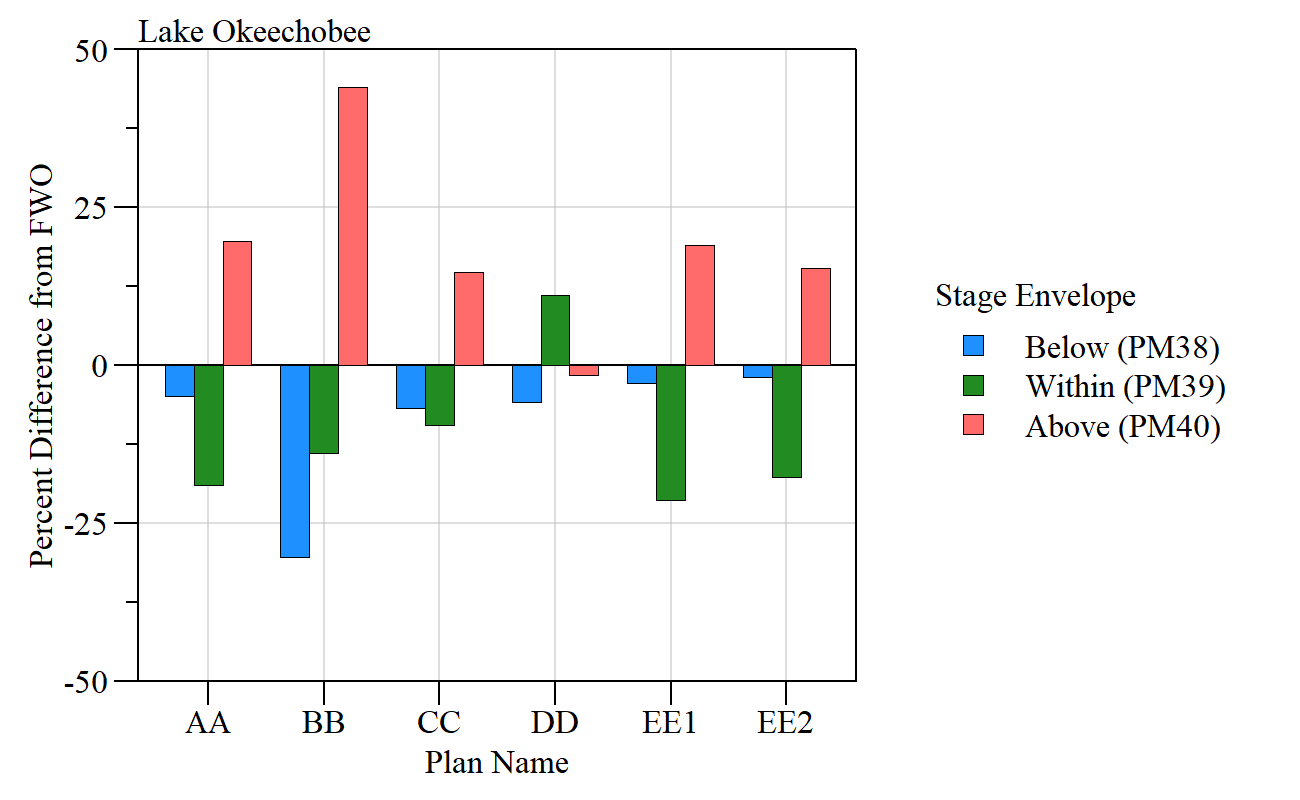 Lake Okeechobee
50
25
0
-25
-50
Percent Difference from FWO
AA BB CC DD EE1 EE2
Plan Name
Stage Envelope
Below (PM38)
Within (PM39)
Above (PM40)